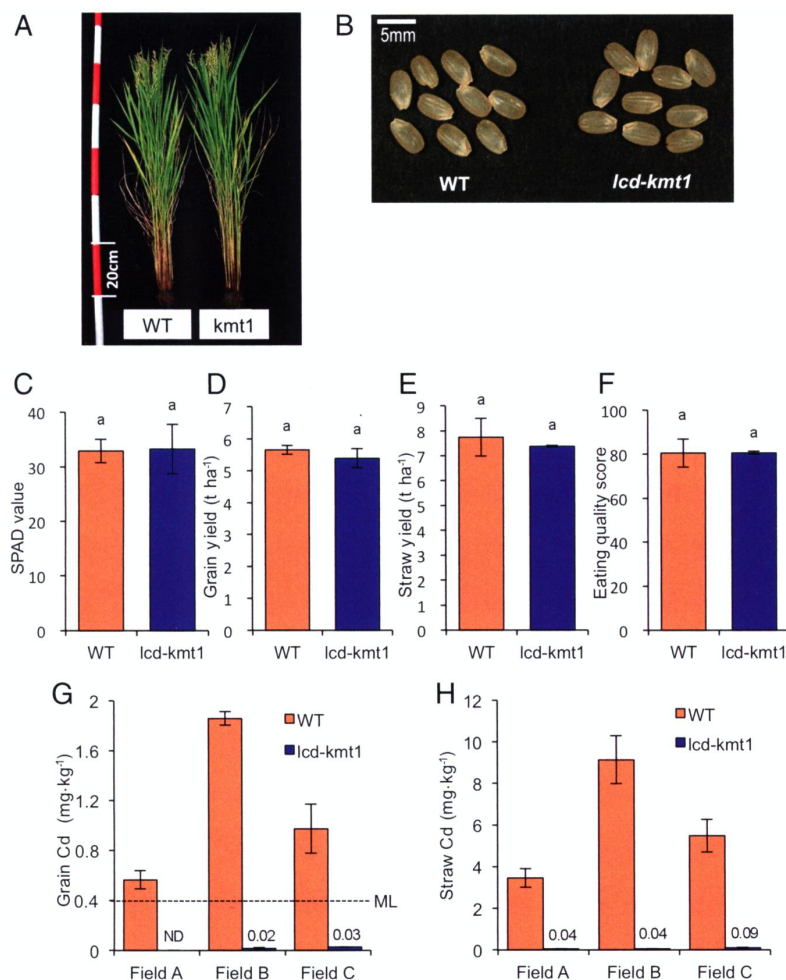 A
20cm
WT
kmt1
B
5mm
WT
lcd-kmt1
C
SPAD value
40
30
20
10
0
a
a
WT
lcd-kmt1
D
Grain yield (t ha-1)
7
6
5
4
3
2
1
0
a
a
WT
lcd-kmt1
E
Straw yield (t ha-1)
9
8
7
6
5
4
3
2
1
0
a
a
WT
lcd-kmt1
F
Eating quality score
100
80
60
40
20
0
a
a
WT
lcd-kmt1
G
Grain Cd (mg·kg-1)
2
1.6
1.2
0.8
0.4
0
WT
lcd-kmt1
ML
ND
0.02
0.03
Field A
Field B
Field C
H
Straw Cd (mg·kg-1)
12
10
8
6
4
2
0
WT
lcd-kmt1
0.04
0.04
0.09
Field A
Field B
Field C